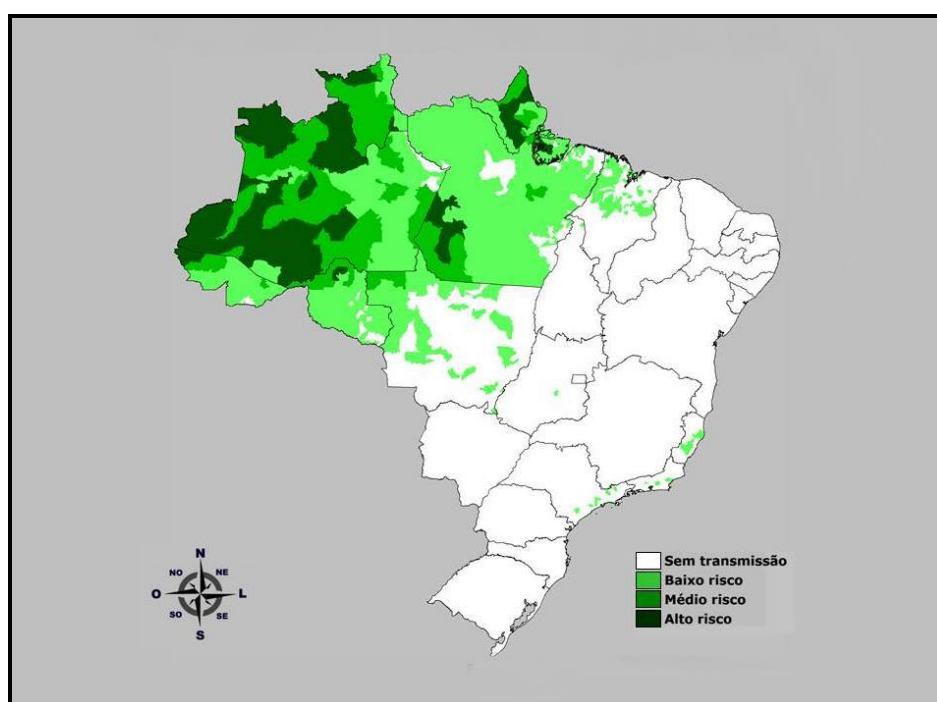 N
NO NE
O L
SO SE
S
Sem transmissão
Baixo risco
Médio risco
Alto risco